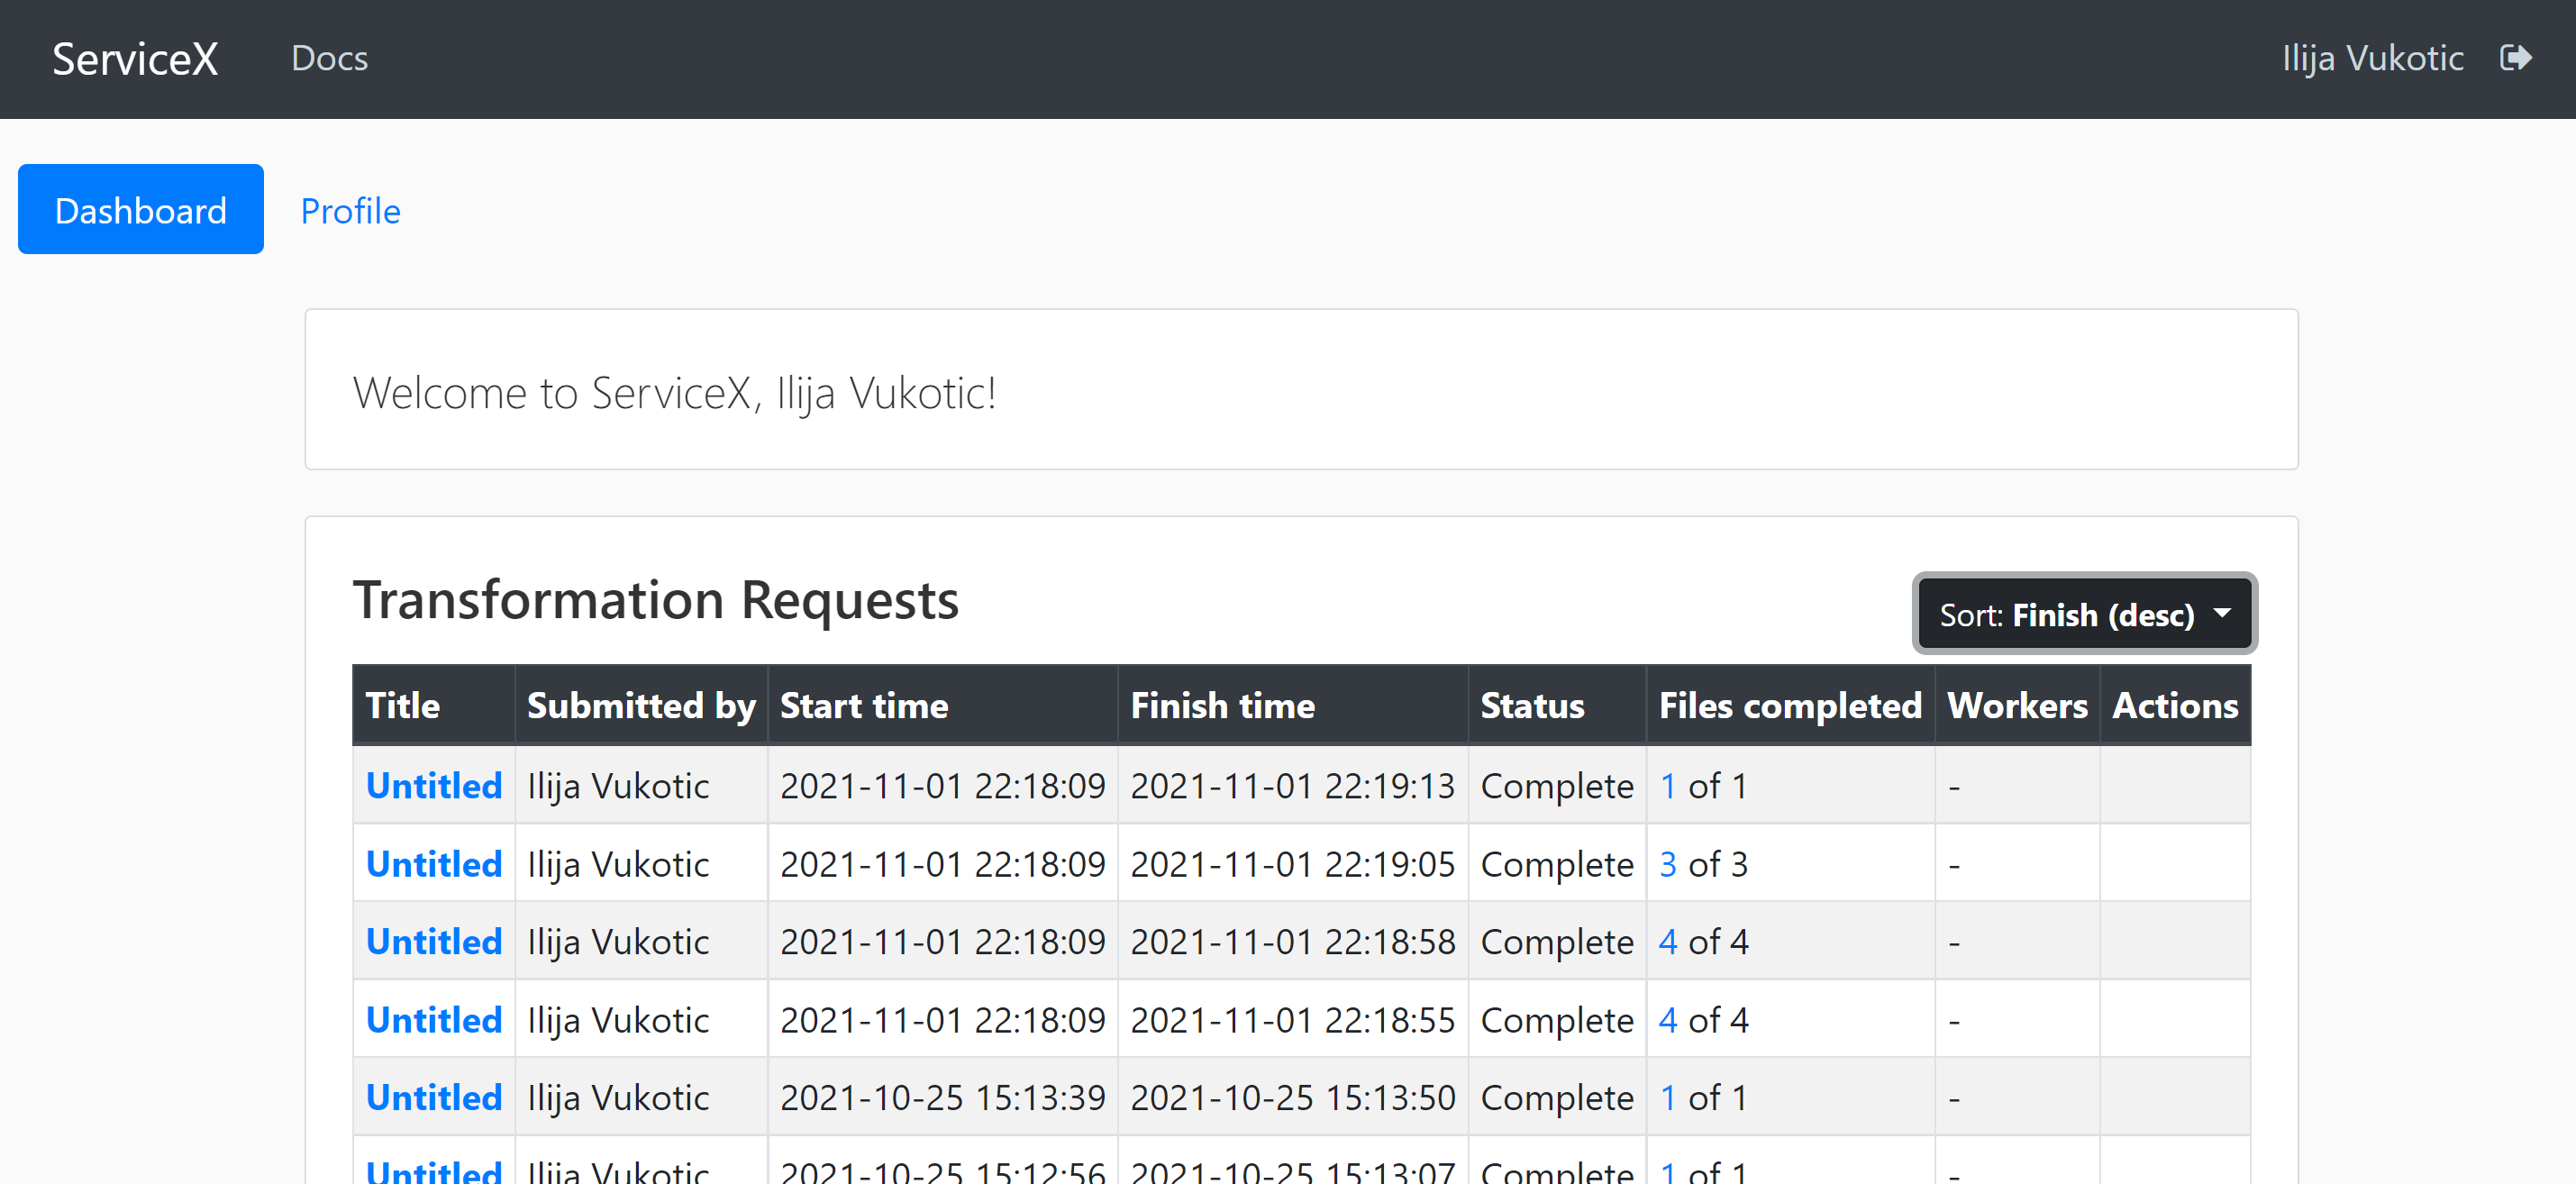 ServiceX Docs Ilija Vukotic
Dashboard Profile
Welcome to ServiceX, Ilija Vukotic!
Transformation Requests Sort: Finish (desc)
Title Submitted by Start time Finish time Status Files completed Workers Actions
Untitled Ilija Vukotic 2021-11-01 22:18:09 2021-11-01 22:19:13 Complete 1 of 1 -
Untitled Ilija Vukotic 2021-11-01 22:18:09 2021-11-01 22:19:05 Complete 3 of 3 -
Untitled Ilija Vukotic 2021-11-01 22:18:09 2021-11-01 22:18:58 Complete 4 of 4 -
Untitled Ilija Vukotic 2021-11-01 22:18:09 2021-11-01 22:18:55 Complete 4 of 4 -
Untitled Ilija Vukotic 2021-10-25 15:13:39 2021-10-25 15:13:50 Complete 1 of 1 -
Untitled Ilija Vukotic 2021-10-25 15:12:56 2021-10-25 15:13:07 Complete 1 of 1 -